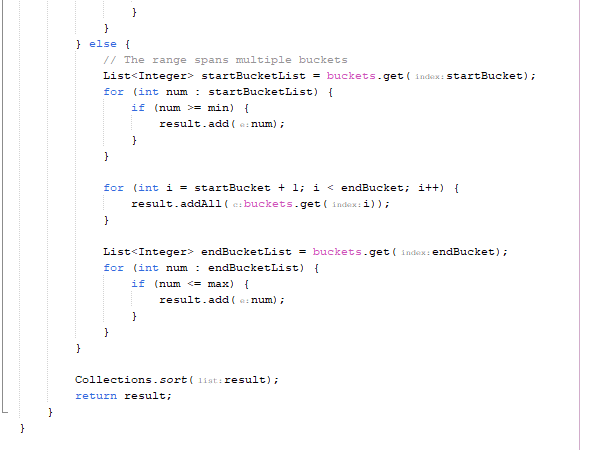 }
}
} else {
// The range spans multiple buckets
List<Integer> startBucketList = buckets.get( index: startBucket);
for (int num : startBucketList) {
if (num >= min) {
result.add( e: num);
}
}
for (int i = startBucket + 1; i < endBucket; i++) {
result.addAll( c: buckets.get( index: i));
}
List<Integer> endBucketList = buckets.get( index: endBucket);
for (int num : endBucketList) {
if (num <= max) {
result.add( e: num);
}
}
}
Collections.sort( list: result);
return result;
}
}